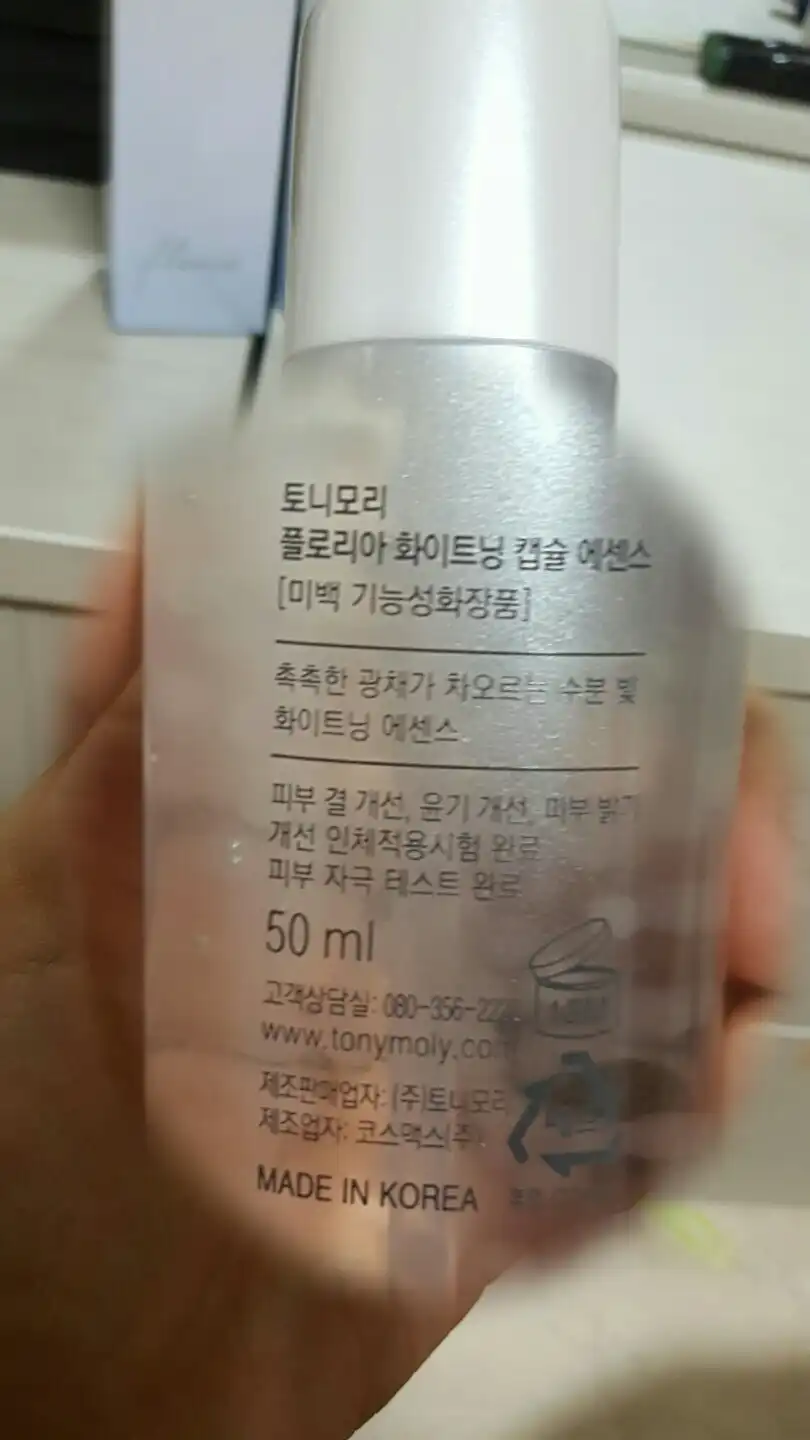 토니모리
플로리아 화이트닝 캡슐 에센스
[미백 기능성화장품]
촉촉한 광채가 차오르는 수분 빛
화이트닝 에센스
피부 결 개선, 윤기 개선, 피부 밝기
개선 인체적용시험 완료
피부 자극 테스트 완료
50 ml
고객상담실:
www.tonymoly.com
제조판매업자: (주)토니모리
제조업자: 코스맥스(주)
MADE IN KOREA